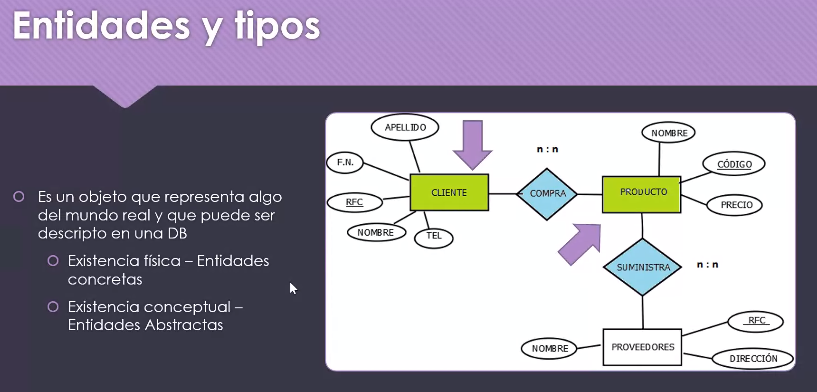 Entidades y tipos
Es un objeto que representa algo
del mundo real y que puede ser
descripto en una DB
Existencia física – Entidades
concretas
Existencia conceptual –
Entidades Abstractas
APELLIDO
F.N.
RFC
NOMBRE
TEL
CLIENTE
n : n
COMPRA
NOMBRE
CÓDIGO
PRODUCTO
PRECIO
SUMINISTRA
n : n
RFC
NOMBRE
PROVEEDORES
DIRECCIÓN